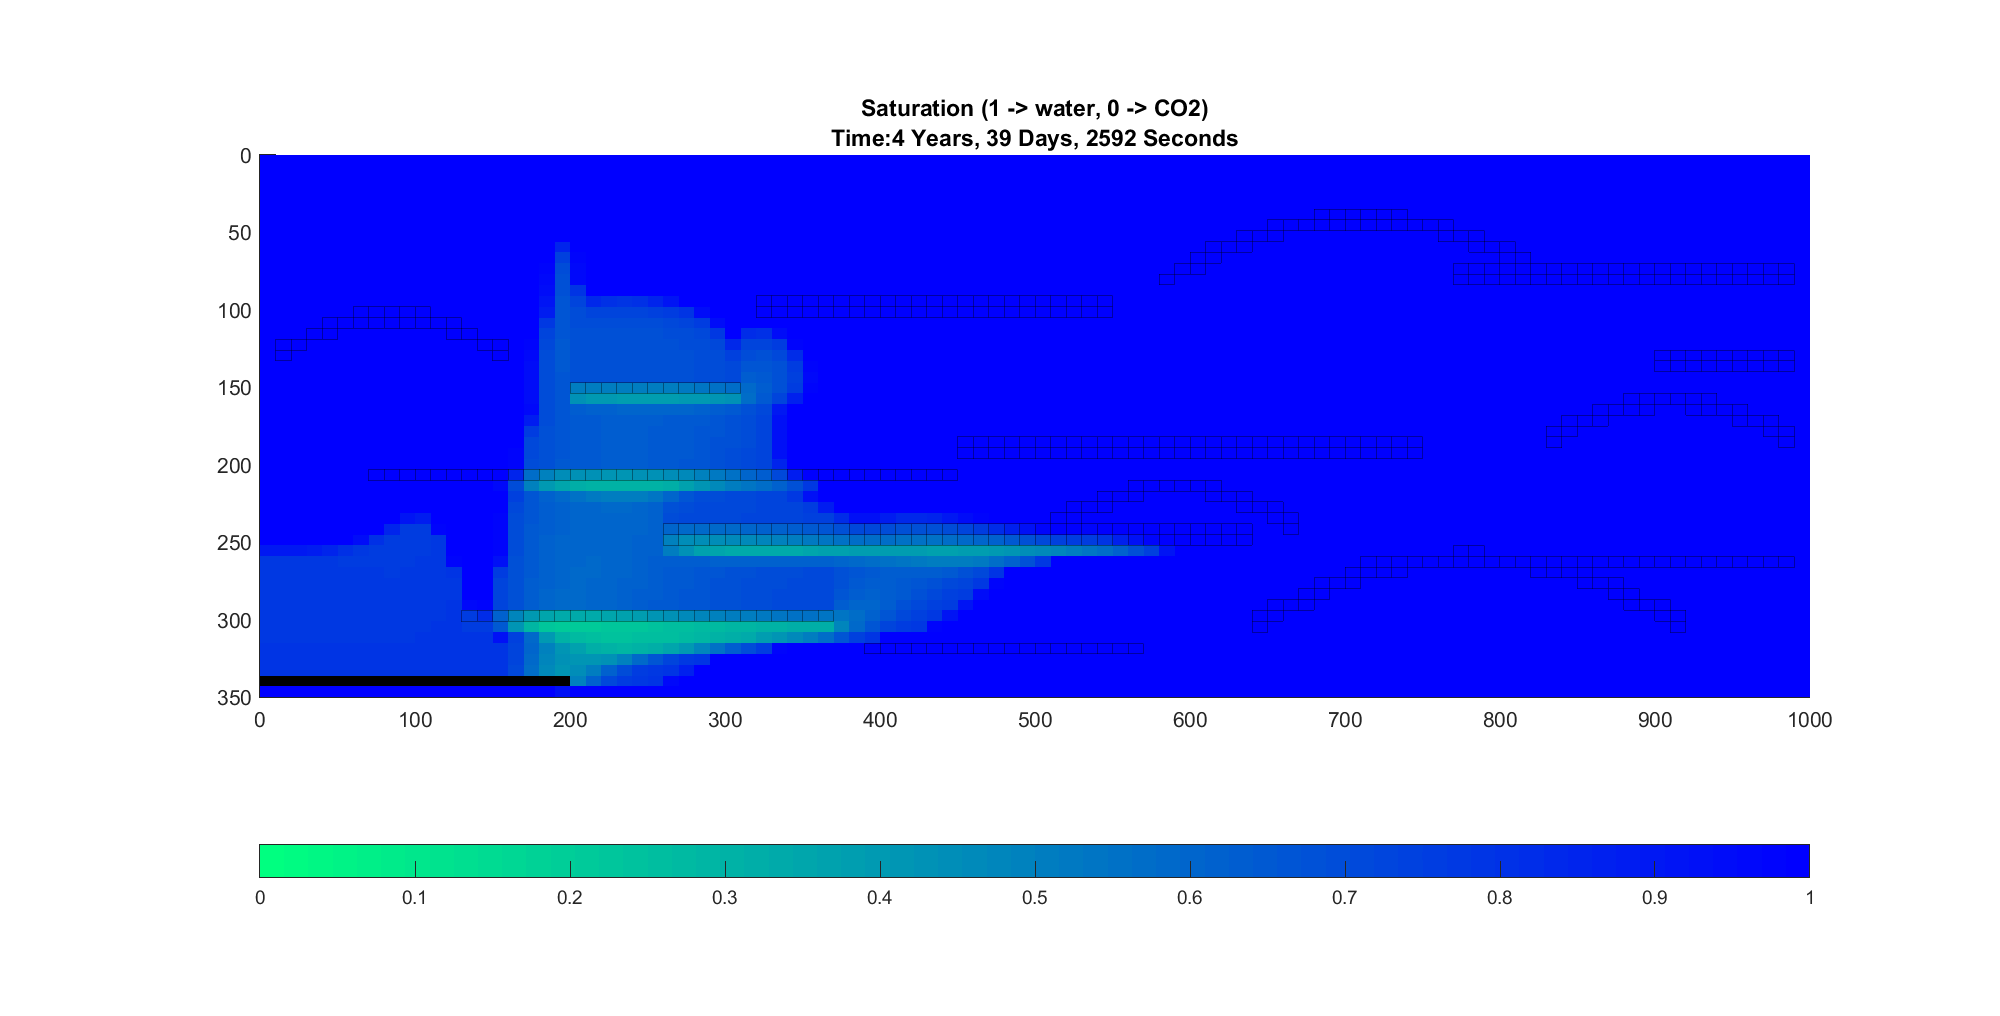 Saturation (1 -> water, 0 -> CO2)
Time:4 Years, 39 Days, 2592 Seconds
0
50
100
150
200
250
300
350
0 100 200 300 400 500 600 700 800 900 1000
0 0.1 0.2 0.3 0.4 0.5 0.6 0.7 0.8 0.9 1